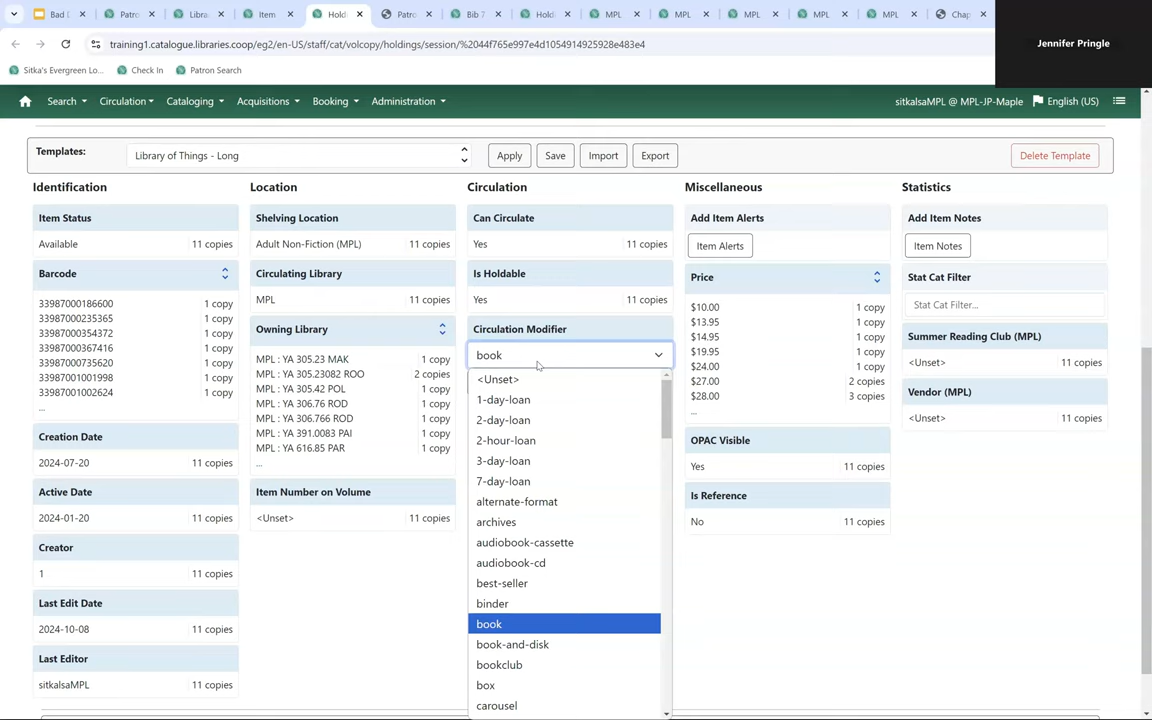 Bad
Patro
Libra
Item
Hold
Patro
Bib 7
Holdi
MPL
MPL
MPL
MPL
MPL
Chap
training1.catalogue.libraries.coop/eg2/en-US/staff/cat/volcopy/holdings/session/%2044f765e997e4d1054914925928e483e4
Jennifer Pringle
Sitka's Evergreen Lo...
Check In
Patron Search
Search
Circulation
Cataloging
Acquisitions
Booking
Administration
sitkalsaMPL @ MPL-JP-Maple
English (US)
Templates:
Library of Things - Long
Apply
Save
Import
Export
Delete Template
Identification
Item Status
Available 11 copies
Barcode
33987000186600 1 copy
33987000235365 1 copy
33987000354372 1 copy
33987000367416 1 copy
33987000735620 1 copy
33987001001998 1 copy
33987001002624 1 copy
...
Creation Date
2024-07-20 11 copies
Active Date
2024-01-20 11 copies
Creator
1 11 copies
Last Edit Date
2024-10-08 11 copies
Last Editor
sitkalsaMPL 11 copies
Location
Shelving Location
Adult Non-Fiction (MPL) 11 copies
Circulating Library
MPL 11 copies
Owning Library
MPL : YA 305.23 MAK 1 copy
MPL : YA 305.23082 ROO 2 copies
MPL : YA 305.42 POL 1 copy
MPL : YA 306.76 ROD 1 copy
MPL : YA 306.766 ROD 1 copy
MPL : YA 391.0083 PAI 1 copy
MPL : YA 616.85 PAR 1 copy
...
Item Number on Volume
<Unset> 11 copies
Circulation
Can Circulate
Yes 11 copies
Is Holdable
Yes 11 copies
Circulation Modifier
book
<Unset>
1-day-loan
2-day-loan
2-hour-loan
3-day-loan
7-day-loan
alternate-format
archives
audiobook-cassette
audiobook-cd
best-seller
binder
book
book-and-disk
bookclub
box
carousel
Miscellaneous
Add Item Alerts
Item Alerts
Price
$10.00 1 copy
$13.95 1 copy
$14.95 1 copy
$19.95 1 copy
$24.00 1 copy
$27.00 2 copies
$28.00 3 copies
...
OPAC Visible
Yes 11 copies
Is Reference
No 11 copies
Statistics
Add Item Notes
Item Notes
Stat Cat Filter
Stat Cat Filter...
Summer Reading Club (MPL)
<Unset> 11 copies
Vendor (MPL)
<Unset> 11 copies